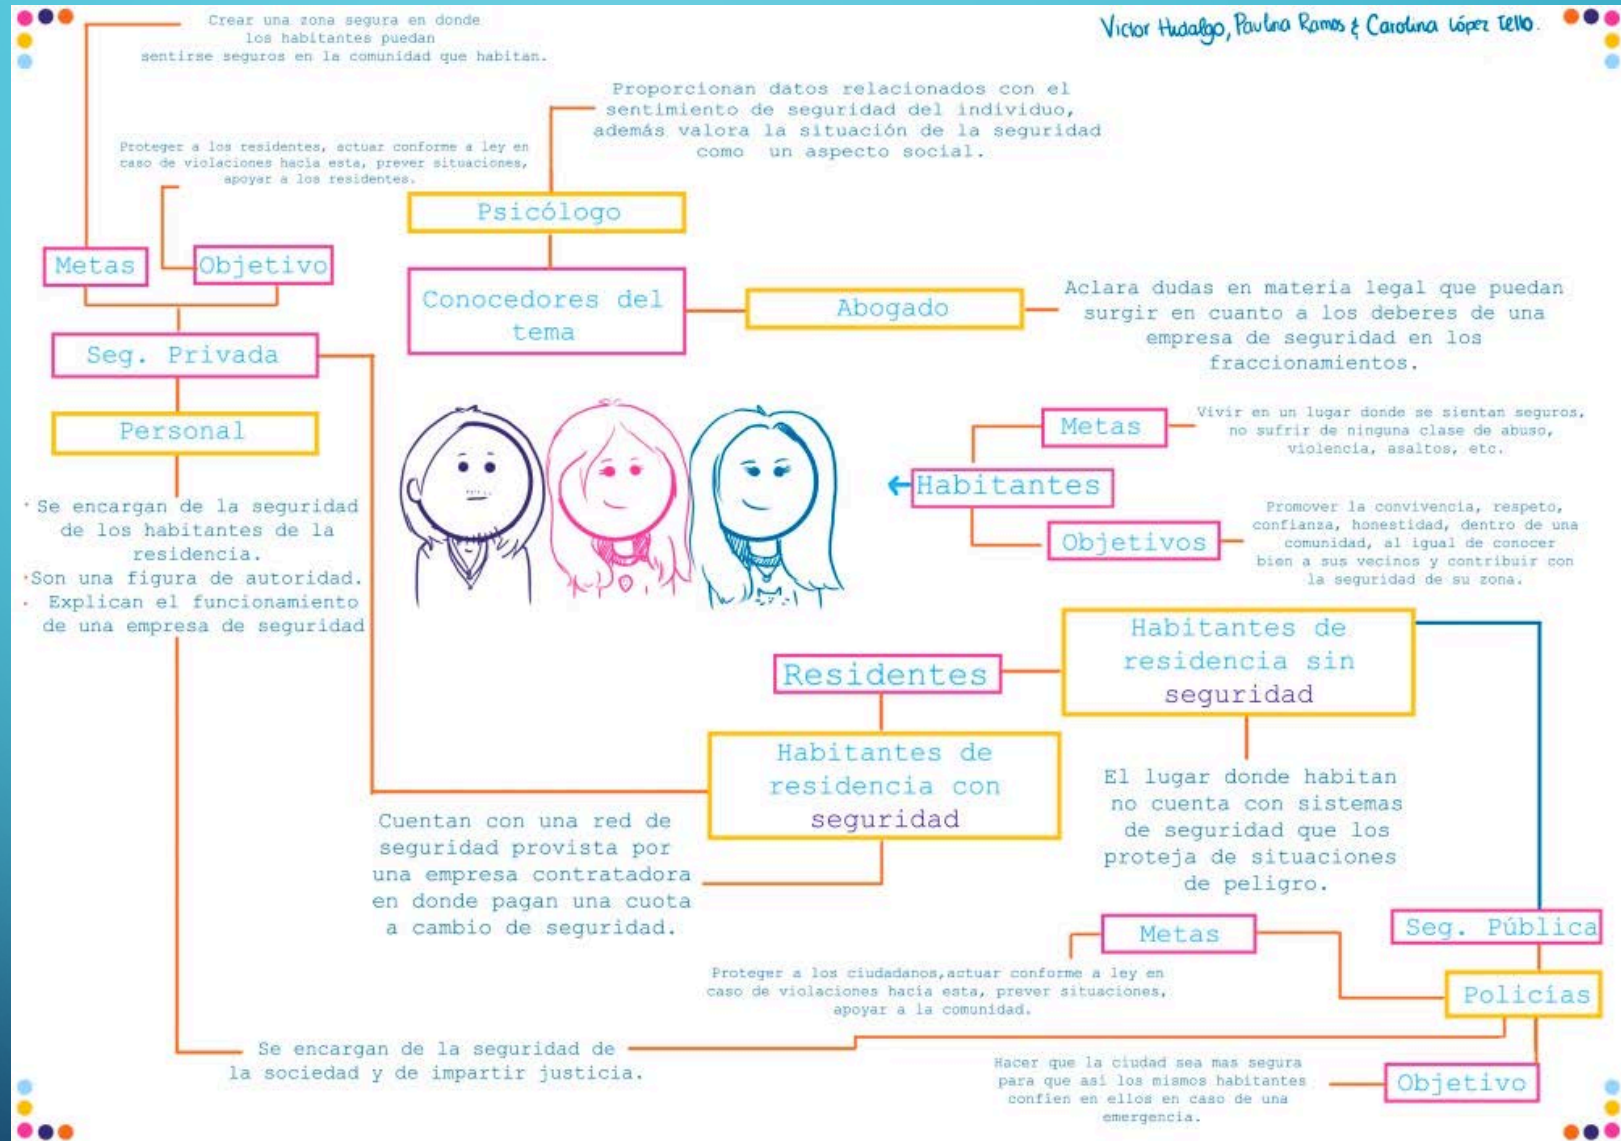 Crear una zona segura en donde
los habitantes puedan
sentirse seguros en la comunidad que habitan.
Victor Hudalgo, Paulina Ramos & Carolina López Tello.
Proporcionan datos relacionados con el
sentimiento de seguridad del individuo,
además valora la situación de la seguridad
como un aspecto social.
Proteger a los residentes, actuar conforme a ley en
caso de violaciones hacia esta, prever situaciones,
apoyar a los residentes.
Psicólogo
Metas
Objetivo
Conocedores del
tema
Abogado
Aclara dudas en materia legal que puedan
surgir en cuanto a los deberes de una
empresa de seguridad en los
fraccionamientos.
Seg. Privada
Personal
· Se encargan de la seguridad
de los habitantes de la
residencia.
·Son una figura de autoridad.
· Explican el funcionamiento
de una empresa de seguridad
Metas
Vivir en un lugar donde se sientan seguros,
no sufrir de ninguna clase de abuso,
violencia, asaltos, etc.
Habitantes
Objetivos
Promover la convivencia, respeto,
confianza, honestidad, dentro de una
comunidad, al igual de conocer
bien a sus vecinos y contribuir con
la seguridad de su zona.
Residentes
Habitantes de
residencia sin
seguridad
Habitantes de
residencia con
seguridad
El lugar donde habitan
no cuenta con sistemas
de seguridad que los
proteja de situaciones
de peligro.
Cuentan con una red de
seguridad provista por
una empresa contratadora
en donde pagan una cuota
a cambio de seguridad.
Metas
Seg. Pública
Proteger a los ciudadanos,actuar conforme a ley en
caso de violaciones hacia esta, prever situaciones,
apoyar a la comunidad.
Policías
Se encargan de la seguridad de
la sociedad y de impartir justicia.
Hacer que la ciudad sea mas segura
para que asi los mismos habitantes
confien en ellos en caso de una
emergencia.
Objetivo